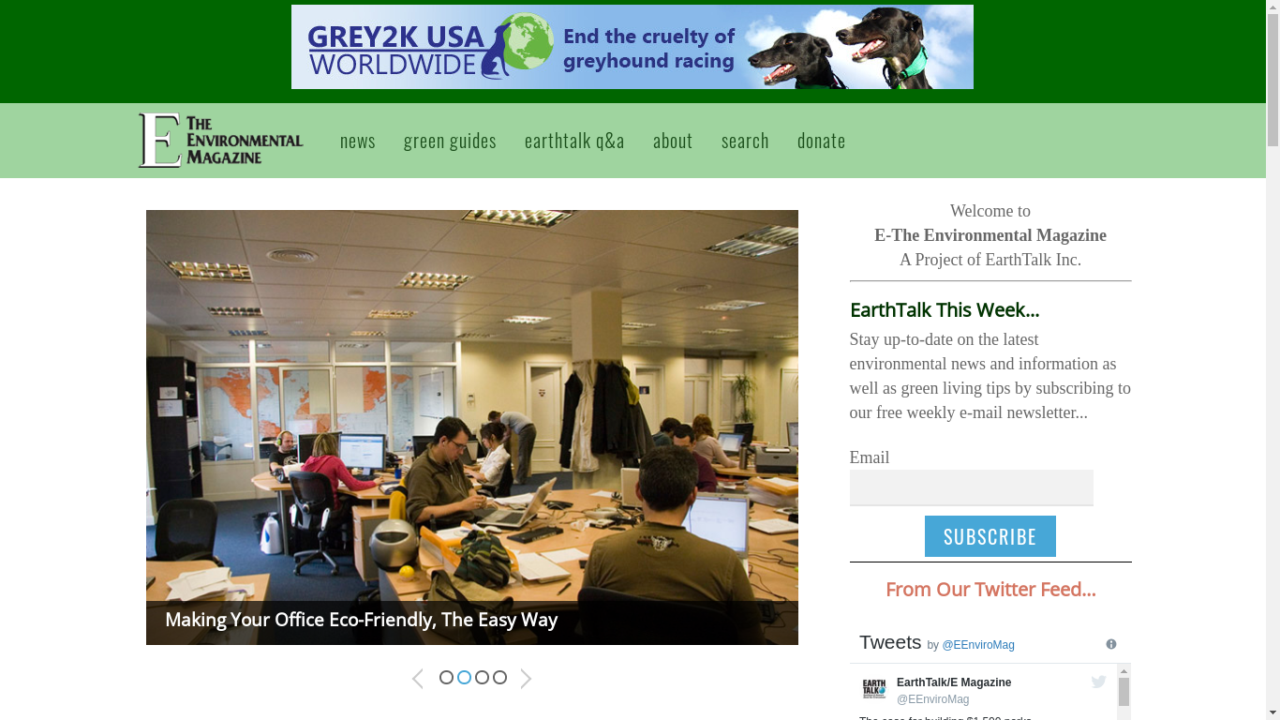 GREY2K USA
WORLDWIDE
End the cruelty of
greyhound racing
E THE
ENVIRONMENTAL
MAGAZINE
news green guides earthtalk q&a about search donate
Making Your Office Eco-Friendly, The Easy Way
Welcome to
E-The Environmental Magazine
A Project of EarthTalk Inc.
EarthTalk This Week...
Stay up-to-date on the latest
environmental news and information as
well as green living tips by subscribing to
our free weekly e-mail newsletter...
Email
SUBSCRIBE
From Our Twitter Feed...
Tweets by @EEnviroMag
EARTH
TALK
EarthTalk/E Magazine
@EEnviroMag